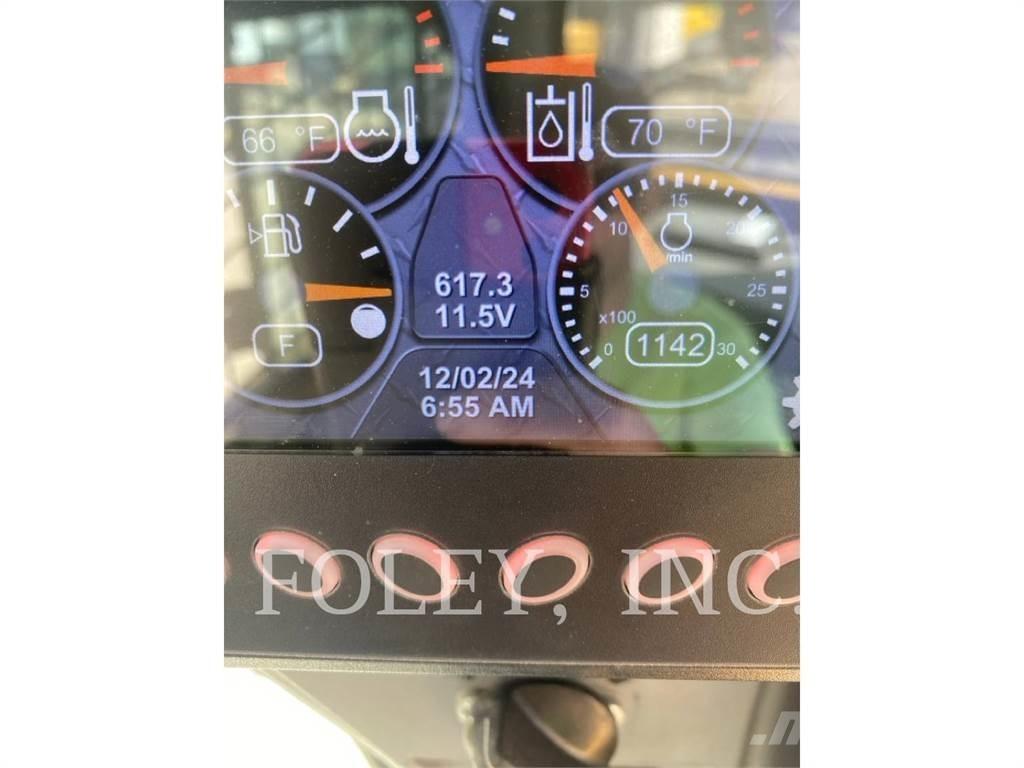 66 °F
70 °F
617.3
11.5V
F
0
5
10
15
20
25
30
/min
x100
1142
12/02/24
6:55 AM
FOLEY, INC.